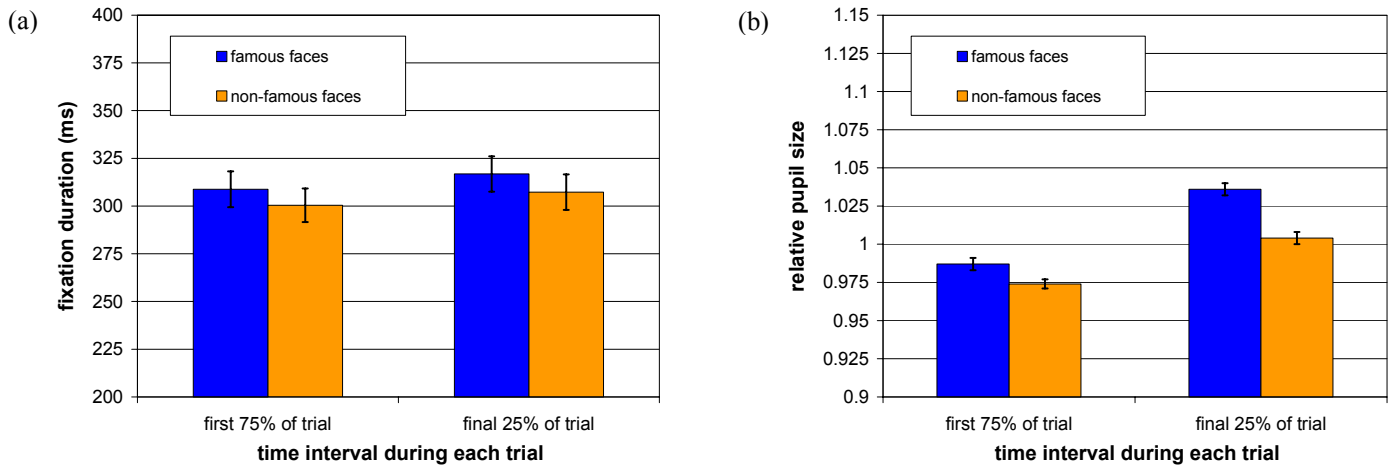 (a)
400
375
350
325
300
275
250
225
200
fixation duration (ms)
famous faces
non-famous faces
first 75% of trial
final 25% of trial
time interval during each trial
(b)
1.15
1.125
1.1
1.075
1.05
1.025
1
0.975
0.95
0.925
0.9
relative pupil size
famous faces
non-famous faces
first 75% of trial
final 25% of trial
time interval during each trial